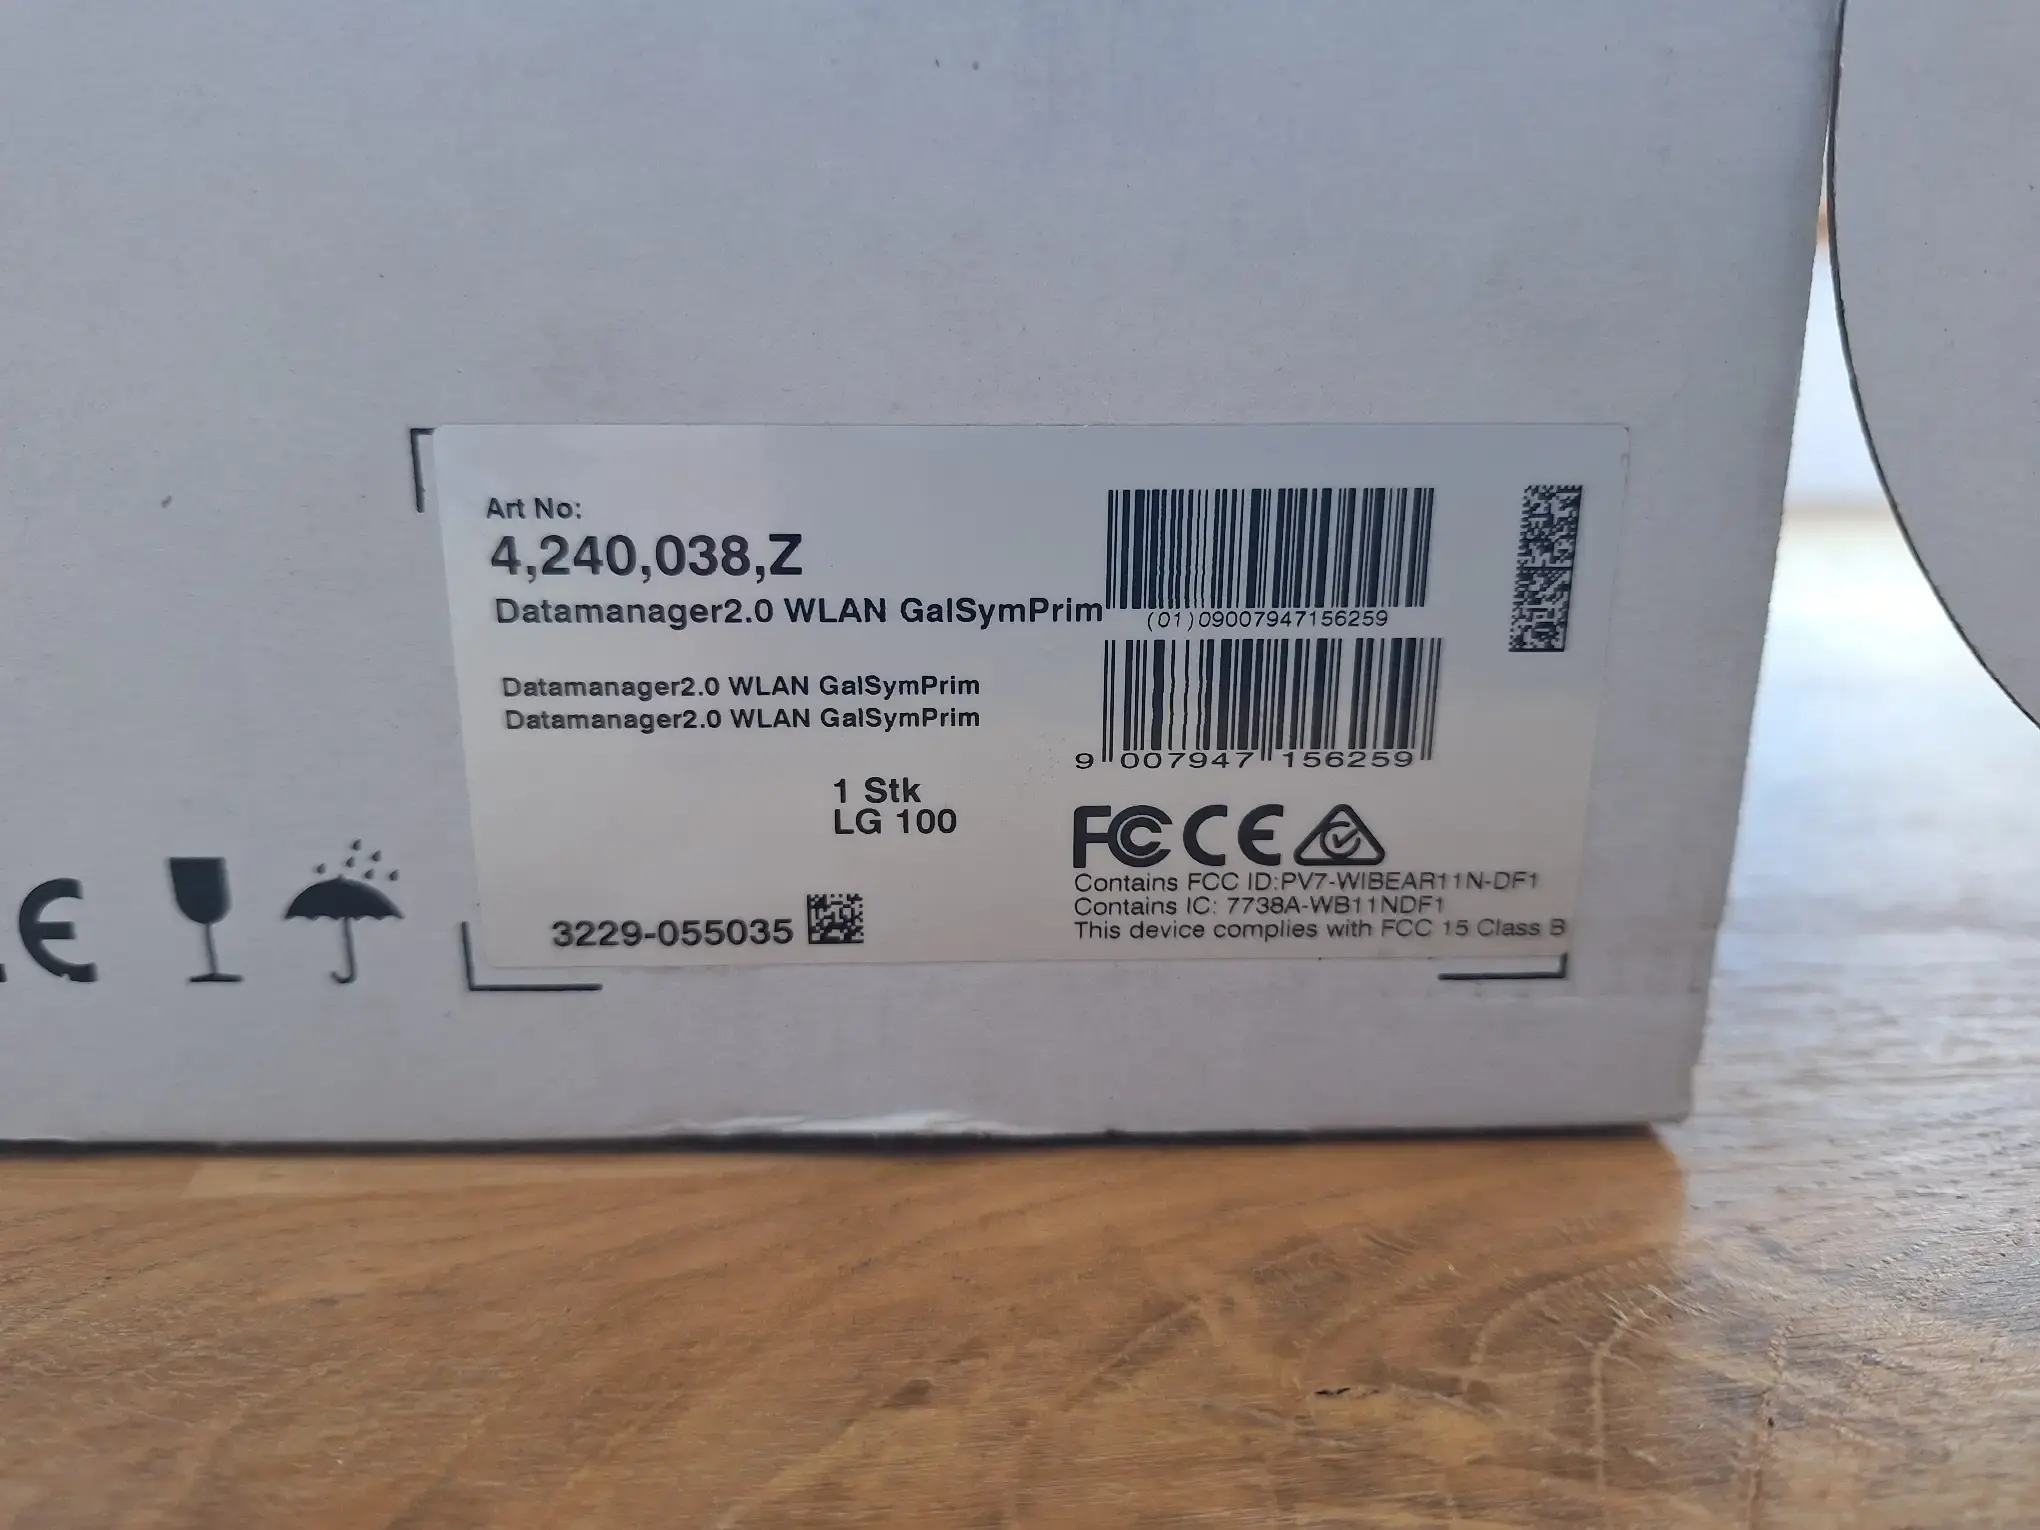 Art No:
4,240,038,Z
Datamanager2.0 WLAN GalSymPrim
(01)09007947156259
Datamanager2.0 WLAN GalSymPrim
Datamanager2.0 WLAN GalSymPrim
9 007947 156259
1 Stk
LG 100
FC CE
Contains FCC ID:PV7-WIBEAR11N-DF1
Contains IC: 7738A-WB11NDF1
This device complies with FCC 15 Class B
3229-055035
CE